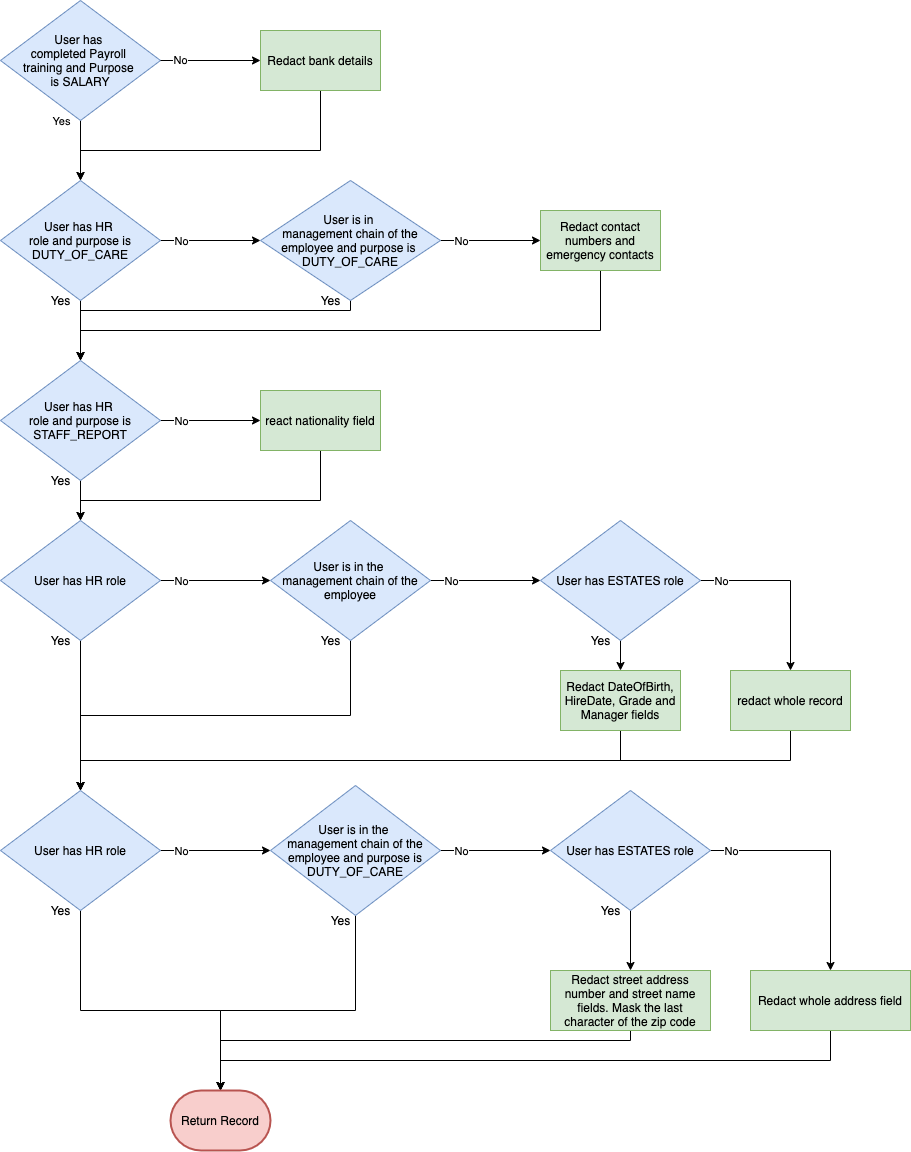 User has
completed Payroll
training and Purpose
is SALARY
No
Redact bank details
Yes
User has HR
role and purpose is
DUTY_OF_CARE
No
User is in
management chain of the
employee and purpose is
DUTY_OF_CARE
No
Redact contact
numbers and
emergency contacts
Yes
Yes
User has HR
role and purpose is
STAFF_REPORT
No
react nationality field
Yes
User has HR role
No
User is in the
management chain of the
employee
No
User has ESTATES role
No
Yes
Yes
Yes
Redact DateOfBirth,
HireDate, Grade and
Manager fields
redact whole record
User has HR role
No
User is in the
management chain of the
employee and purpose is
DUTY_OF_CARE
No
User has ESTATES role
No
Yes
Yes
Yes
Redact street address
number and street name
fields. Mask the last
character of the zip code
Redact whole address field
Return Record